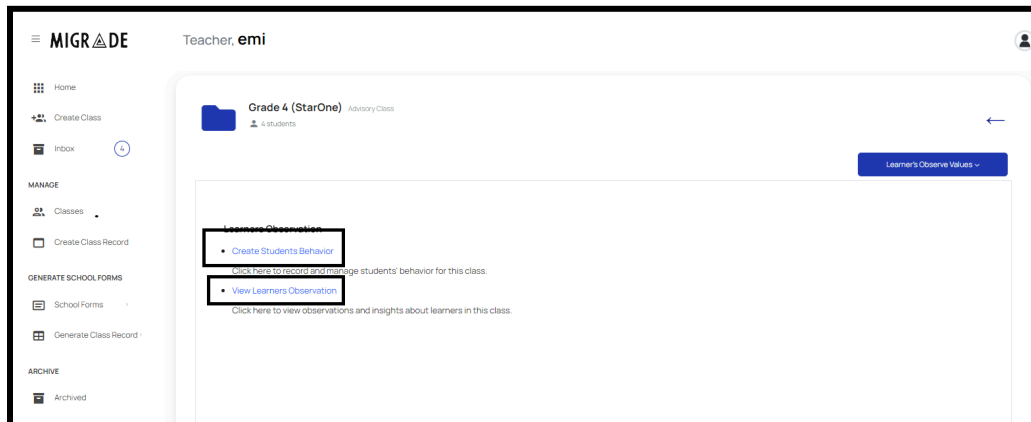 MIGRADE
Teacher, emi
Home
Create Class
Inbox 4
MANAGE
Classes
Create Class Record
GENERATE SCHOOL FORMS
School Forms
Generate Class Record
ARCHIVE
Archived
Grade 4 (StarOne) Advisory Class
4 students
Learner's Observe Values
Learners Observation
Create Students Behavior
Click here to record and manage students' behavior for this class.
View Learners Observation
Click here to view observations and insights about learners in this class.